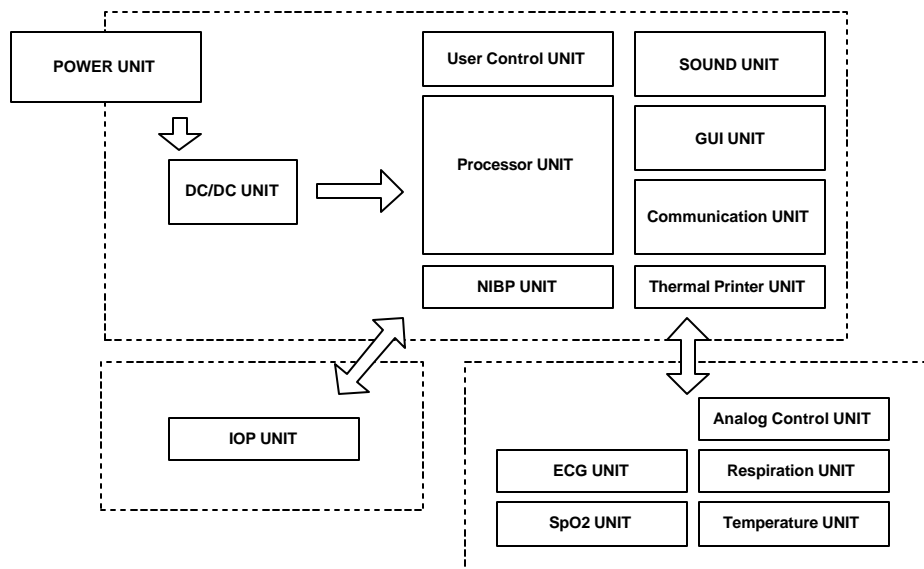 POWER UNIT
User Control UNIT
SOUND UNIT
GUI UNIT
Processor UNIT
DC/DC UNIT
Communication UNIT
NIBP UNIT
Thermal Printer UNIT
IOP UNIT
Analog Control UNIT
ECG UNIT
Respiration UNIT
SpO2 UNIT
Temperature UNIT